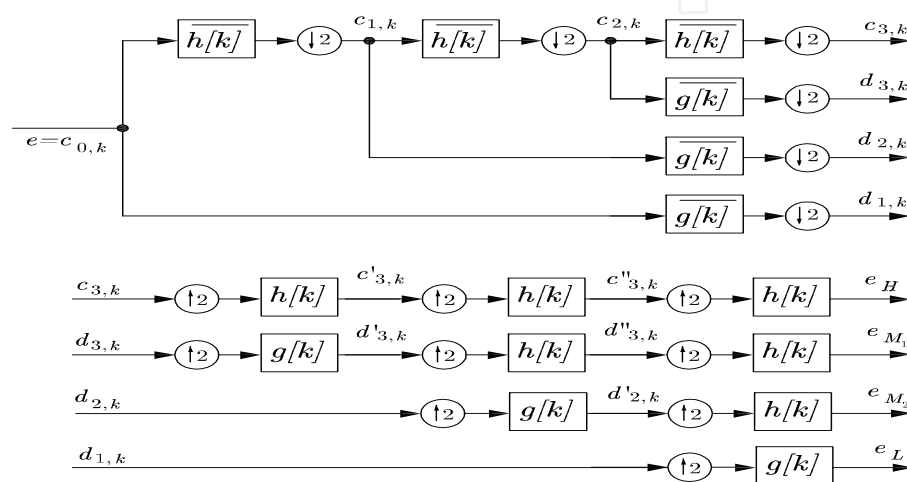 c1,k c2,k c3,k
h[k] ↓2 h[k] ↓2 h[k] ↓2
d3,k
g[k] ↓2
e=c0,k
d2,k
g[k] ↓2
d1,k
g[k] ↓2
c3,k ↑2 h[k] c'3,k ↑2 h[k] c''3,k ↑2 h[k] eH
d3,k ↑2 g[k] d'3,k ↑2 h[k] d''3,k ↑2 h[k] eM1
d2,k ↑2 g[k] d'2,k ↑2 h[k] eM2
d1,k ↑2 g[k] eL